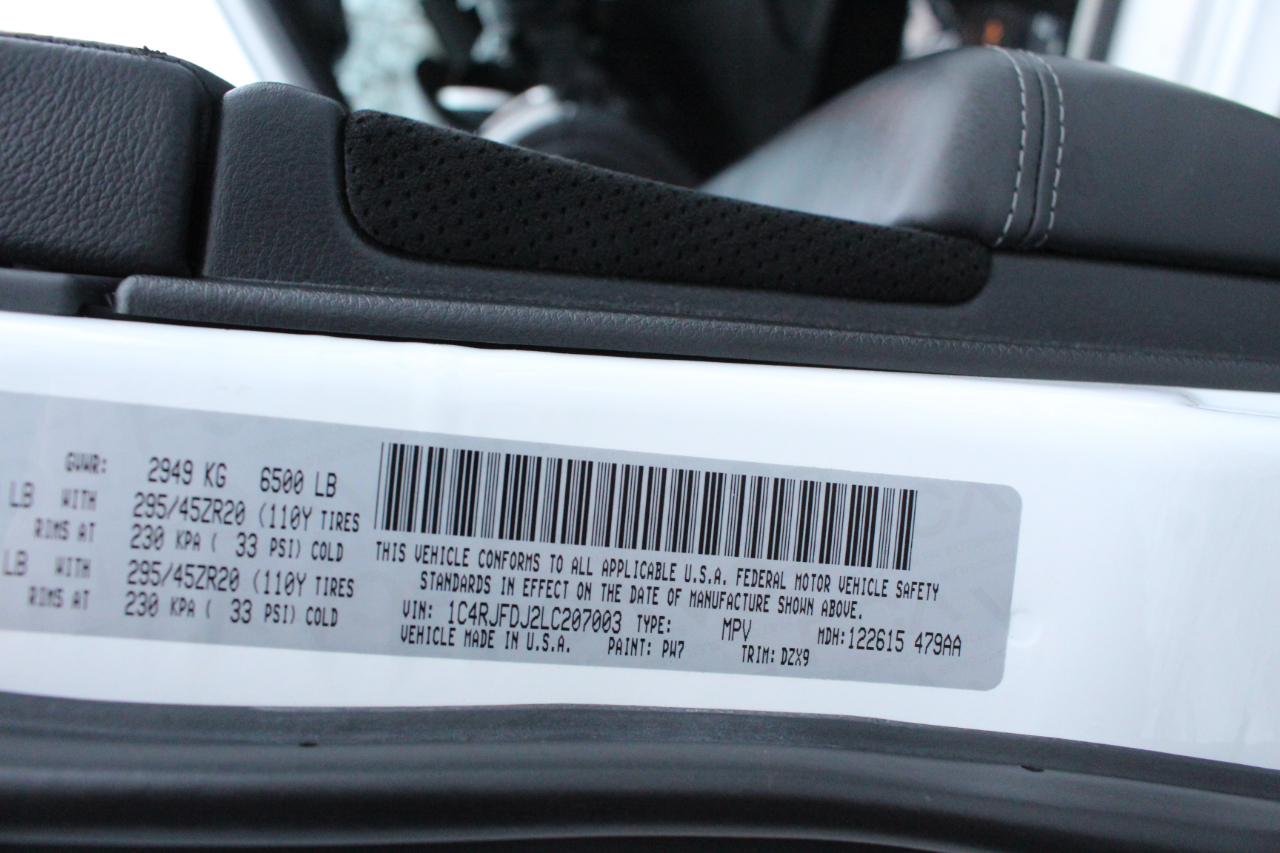 GVWR: 2949 KG 6500 LB
LB WITH 295/45ZR20 (110Y TIRES
RIMS AT 230 KPA ( 33 PSI) COLD
LB WITH 295/45ZR20 (110Y TIRES
RIMS AT 230 KPA ( 33 PSI) COLD
THIS VEHICLE CONFORMS TO ALL APPLICABLE U.S.A. FEDERAL MOTOR VEHICLE SAFETY
STANDARDS IN EFFECT ON THE DATE OF MANUFACTURE SHOWN ABOVE.
VIN: 1C4RJFDJ2LC207003 TYPE: MPV MDH:122615 479AA
VEHICLE MADE IN U.S.A. PAINT: PW7 TRIM: DZX9